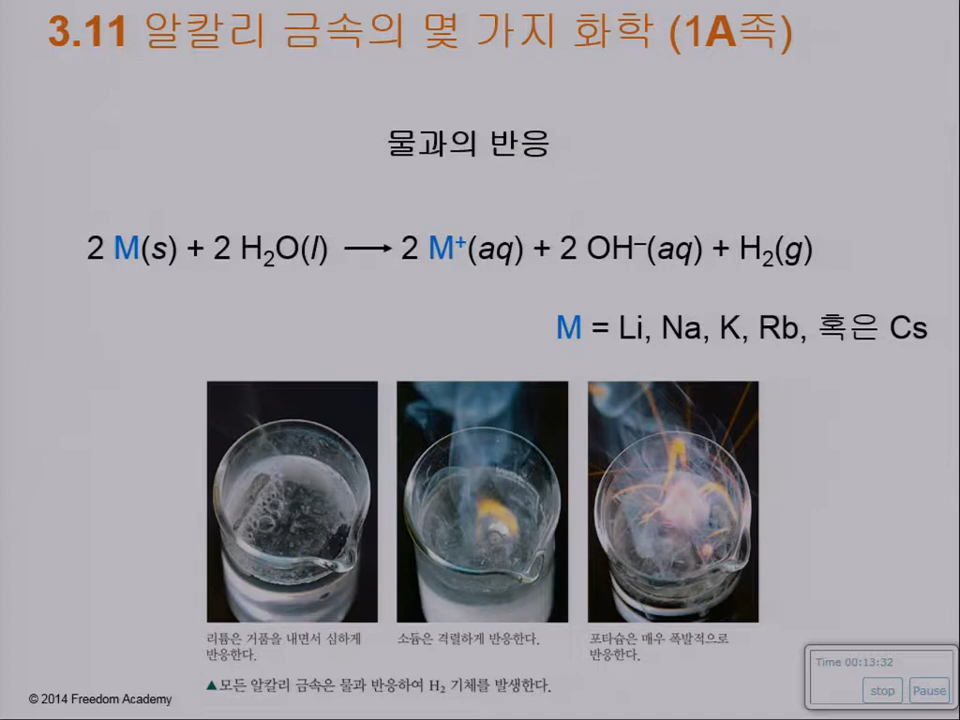 3.11 알칼리 금속의 몇 가지 화학 (1A족)
물과의 반응
2 M(s) + 2 H₂O(l) ⟶ 2 M⁺(aq) + 2 OH⁻(aq) + H₂(g)
M = Li, Na, K, Rb, 혹은 Cs
리튬은 거품을 내면서 심하게
반응한다.
소듐은 격렬하게 반응한다.
포타슘은 매우 폭발적으로
반응한다.
▲모든 알칼리 금속은 물과 반응하여 H₂ 기체를 발생한다.
© 2014 Freedom Academy
Time 00:13:32
stop
Pause